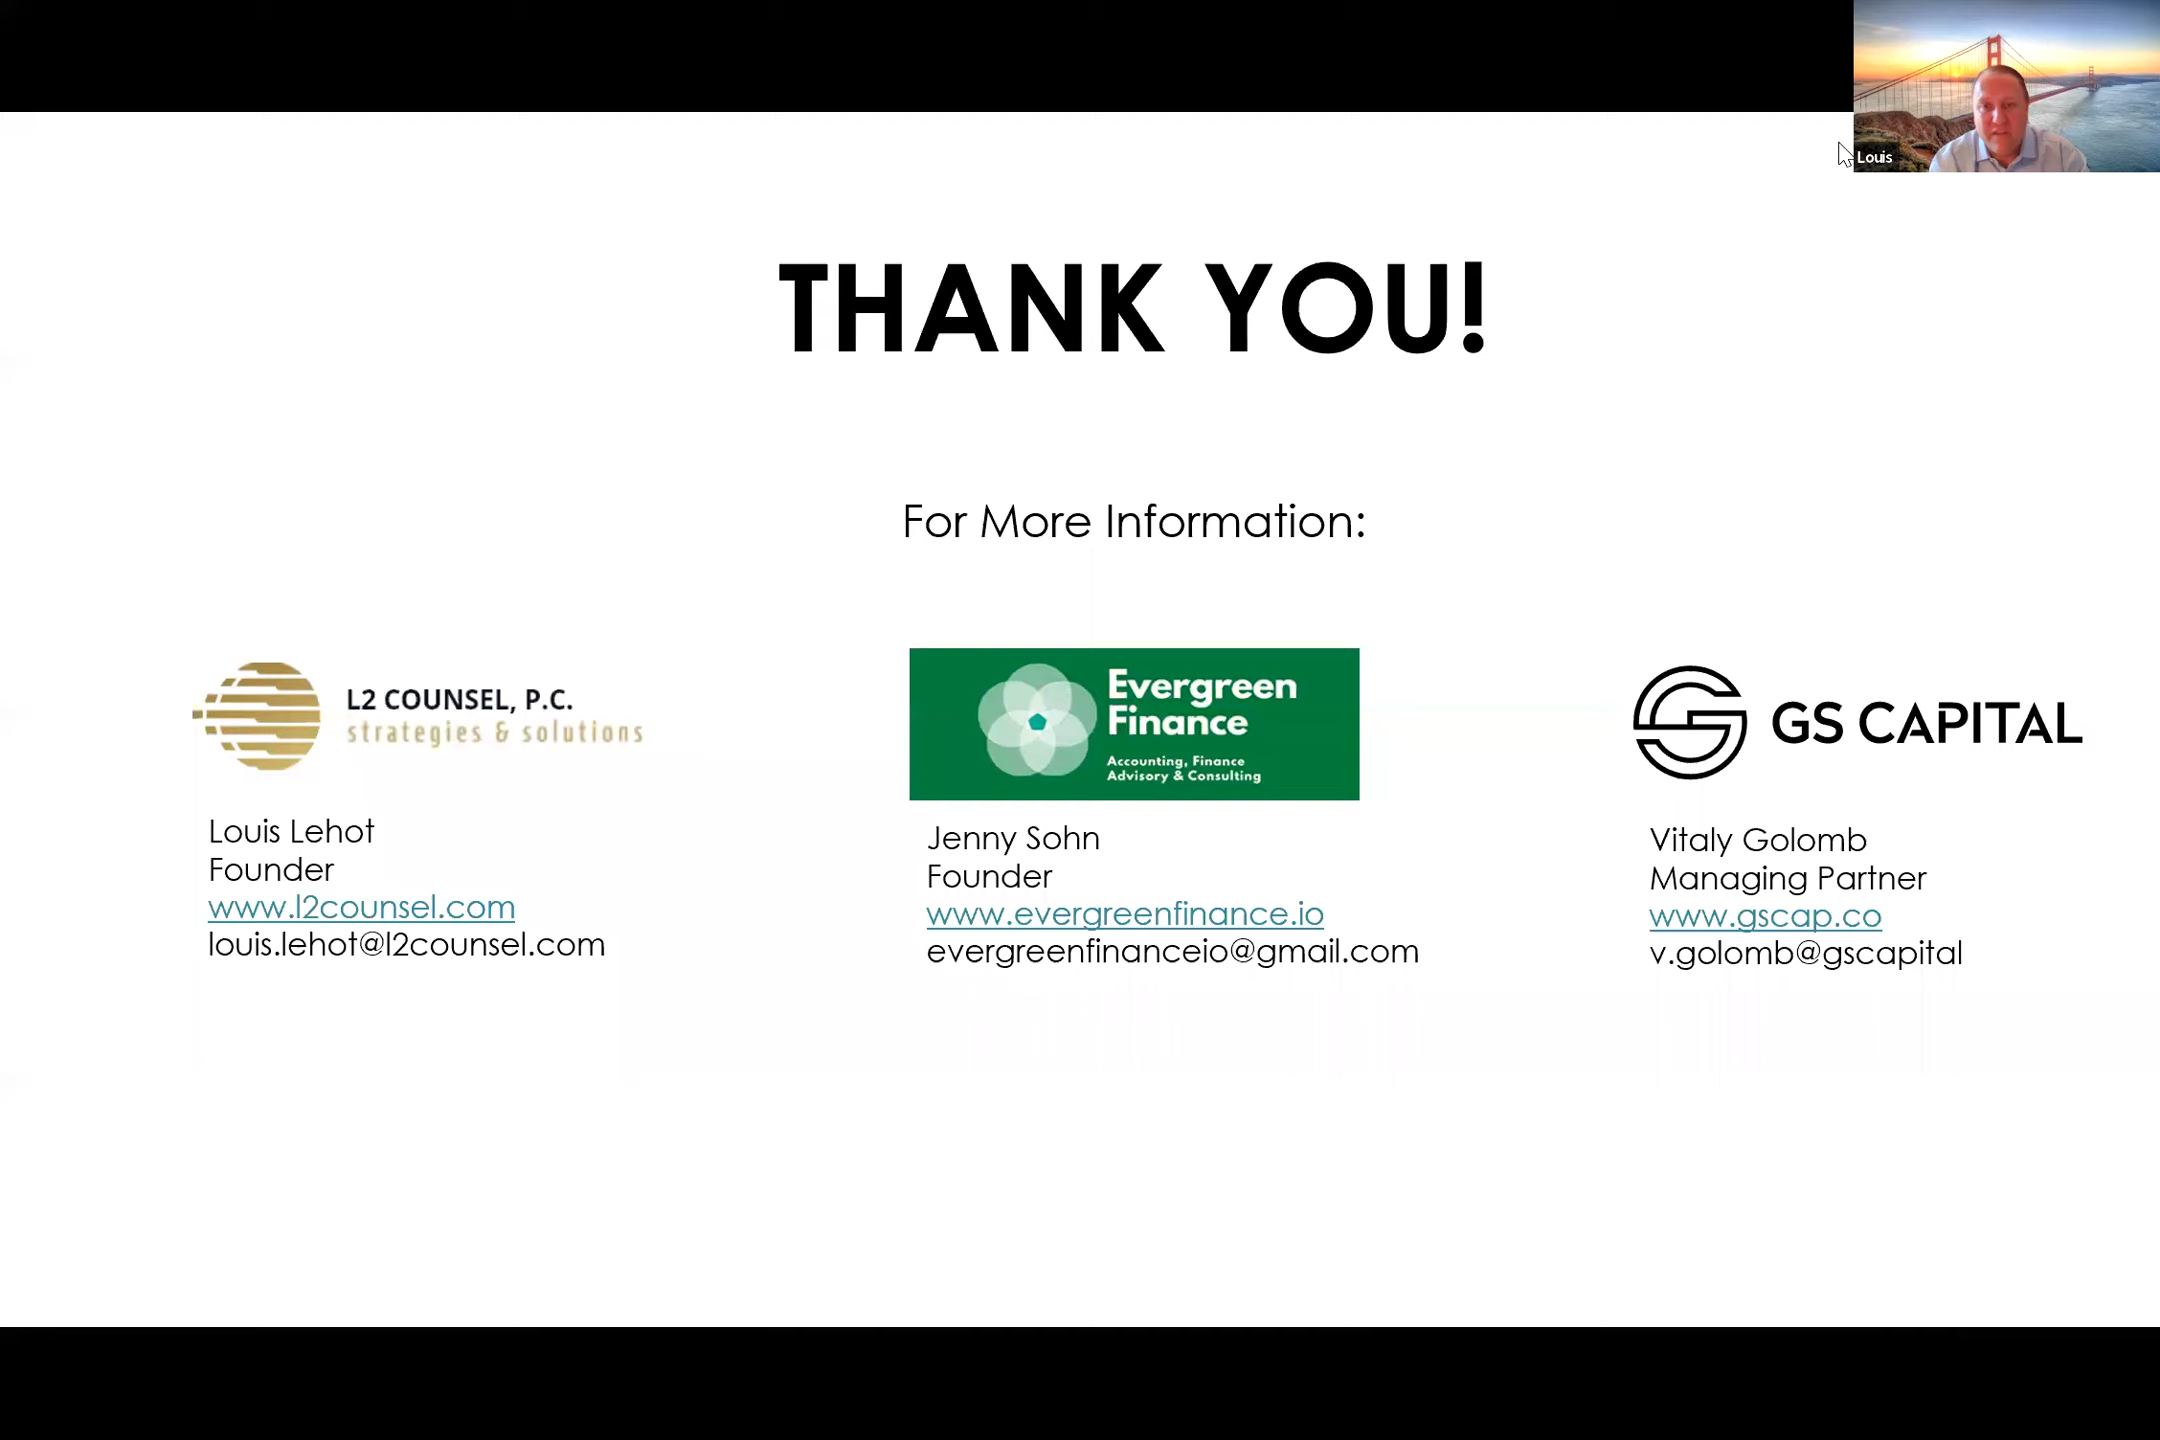 Louis
THANK YOU!
For More Information:
L2 COUNSEL, P.C.
strategies & solutions
Louis Lehot
Founder
www.l2counsel.com
louis.lehot@l2counsel.com
Evergreen
Finance
Accounting, Finance
Advisory & Consulting
Jenny Sohn
Founder
www.evergreenfinance.io
evergreenfinanceio@gmail.com
GS CAPITAL
Vitaly Golomb
Managing Partner
www.gscap.co
v.golomb@gscapital